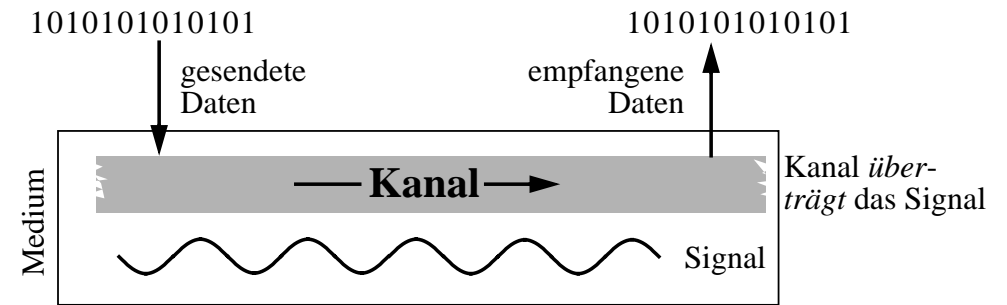 1010101010101
1010101010101
gesendete
Daten
empfangene
Daten
Medium
Kanal
Kanal über-
trägt das Signal
Signal